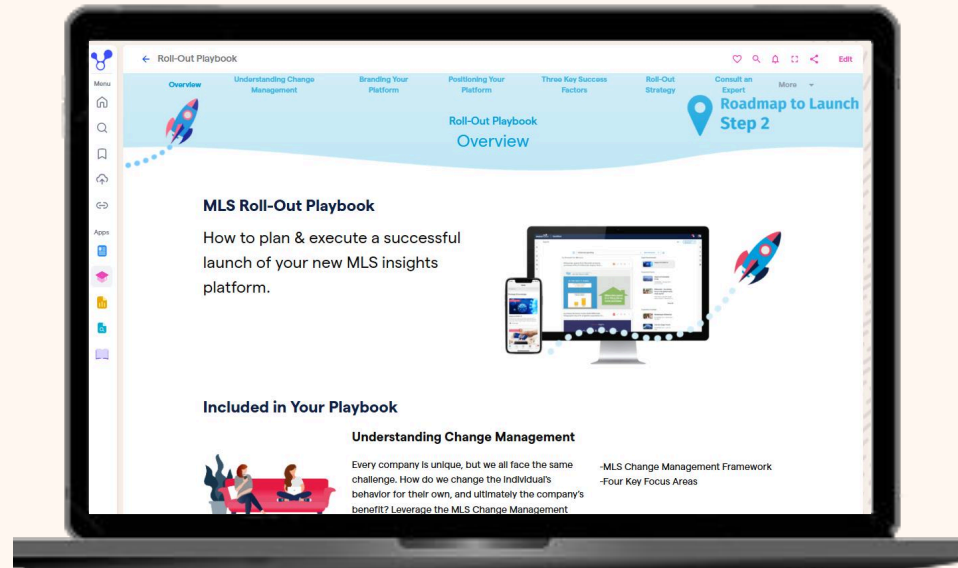 Roll-Out Playbook
Edit
Menu
Overview
Understanding Change
Management
Branding Your
Platform
Positioning Your
Platform
Three Key Success
Factors
Roll-Out
Strategy
Consult an
Expert
More
Roadmap to Launch
Step 2
Roll-Out Playbook
Overview
MLS Roll-Out Playbook
How to plan & execute a successful
launch of your new MLS insights
platform.
Apps
Included in Your Playbook
Understanding Change Management
Every company is unique, but we all face the same
challenge. How do we change the individual's
behavior for their own, and ultimately the company's
benefit? Leverage the MLS Change Management
-MLS Change Management Framework
-Four Key Focus Areas